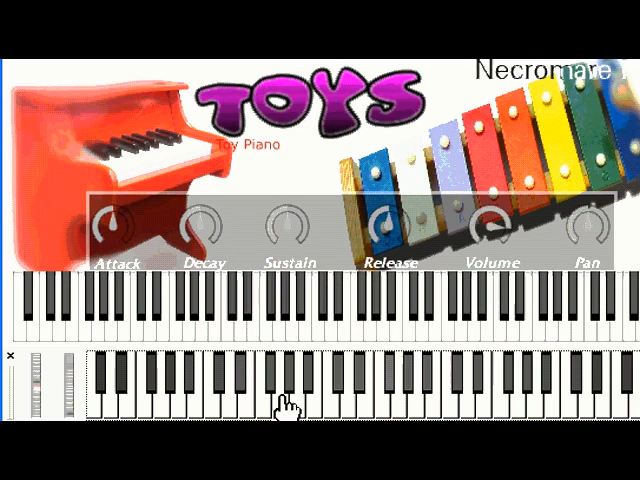 Necromare
TOYS
Toy Piano
Attack Decay Sustain Release Volume Pan
×